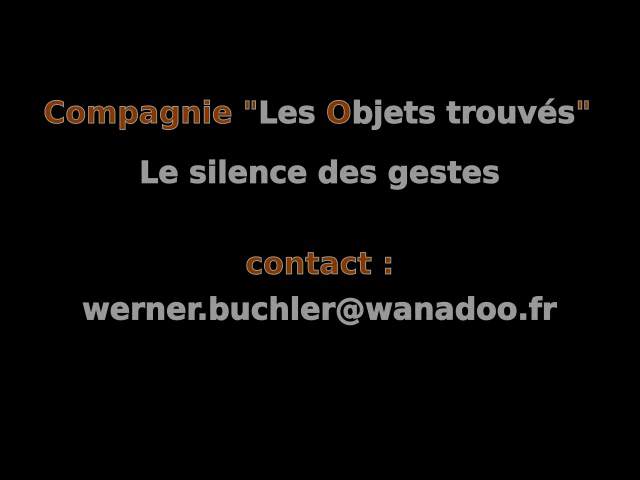 Compagnie "Les Objets trouvés"
Le silence des gestes
contact :
werner.buchler@wanadoo.fr